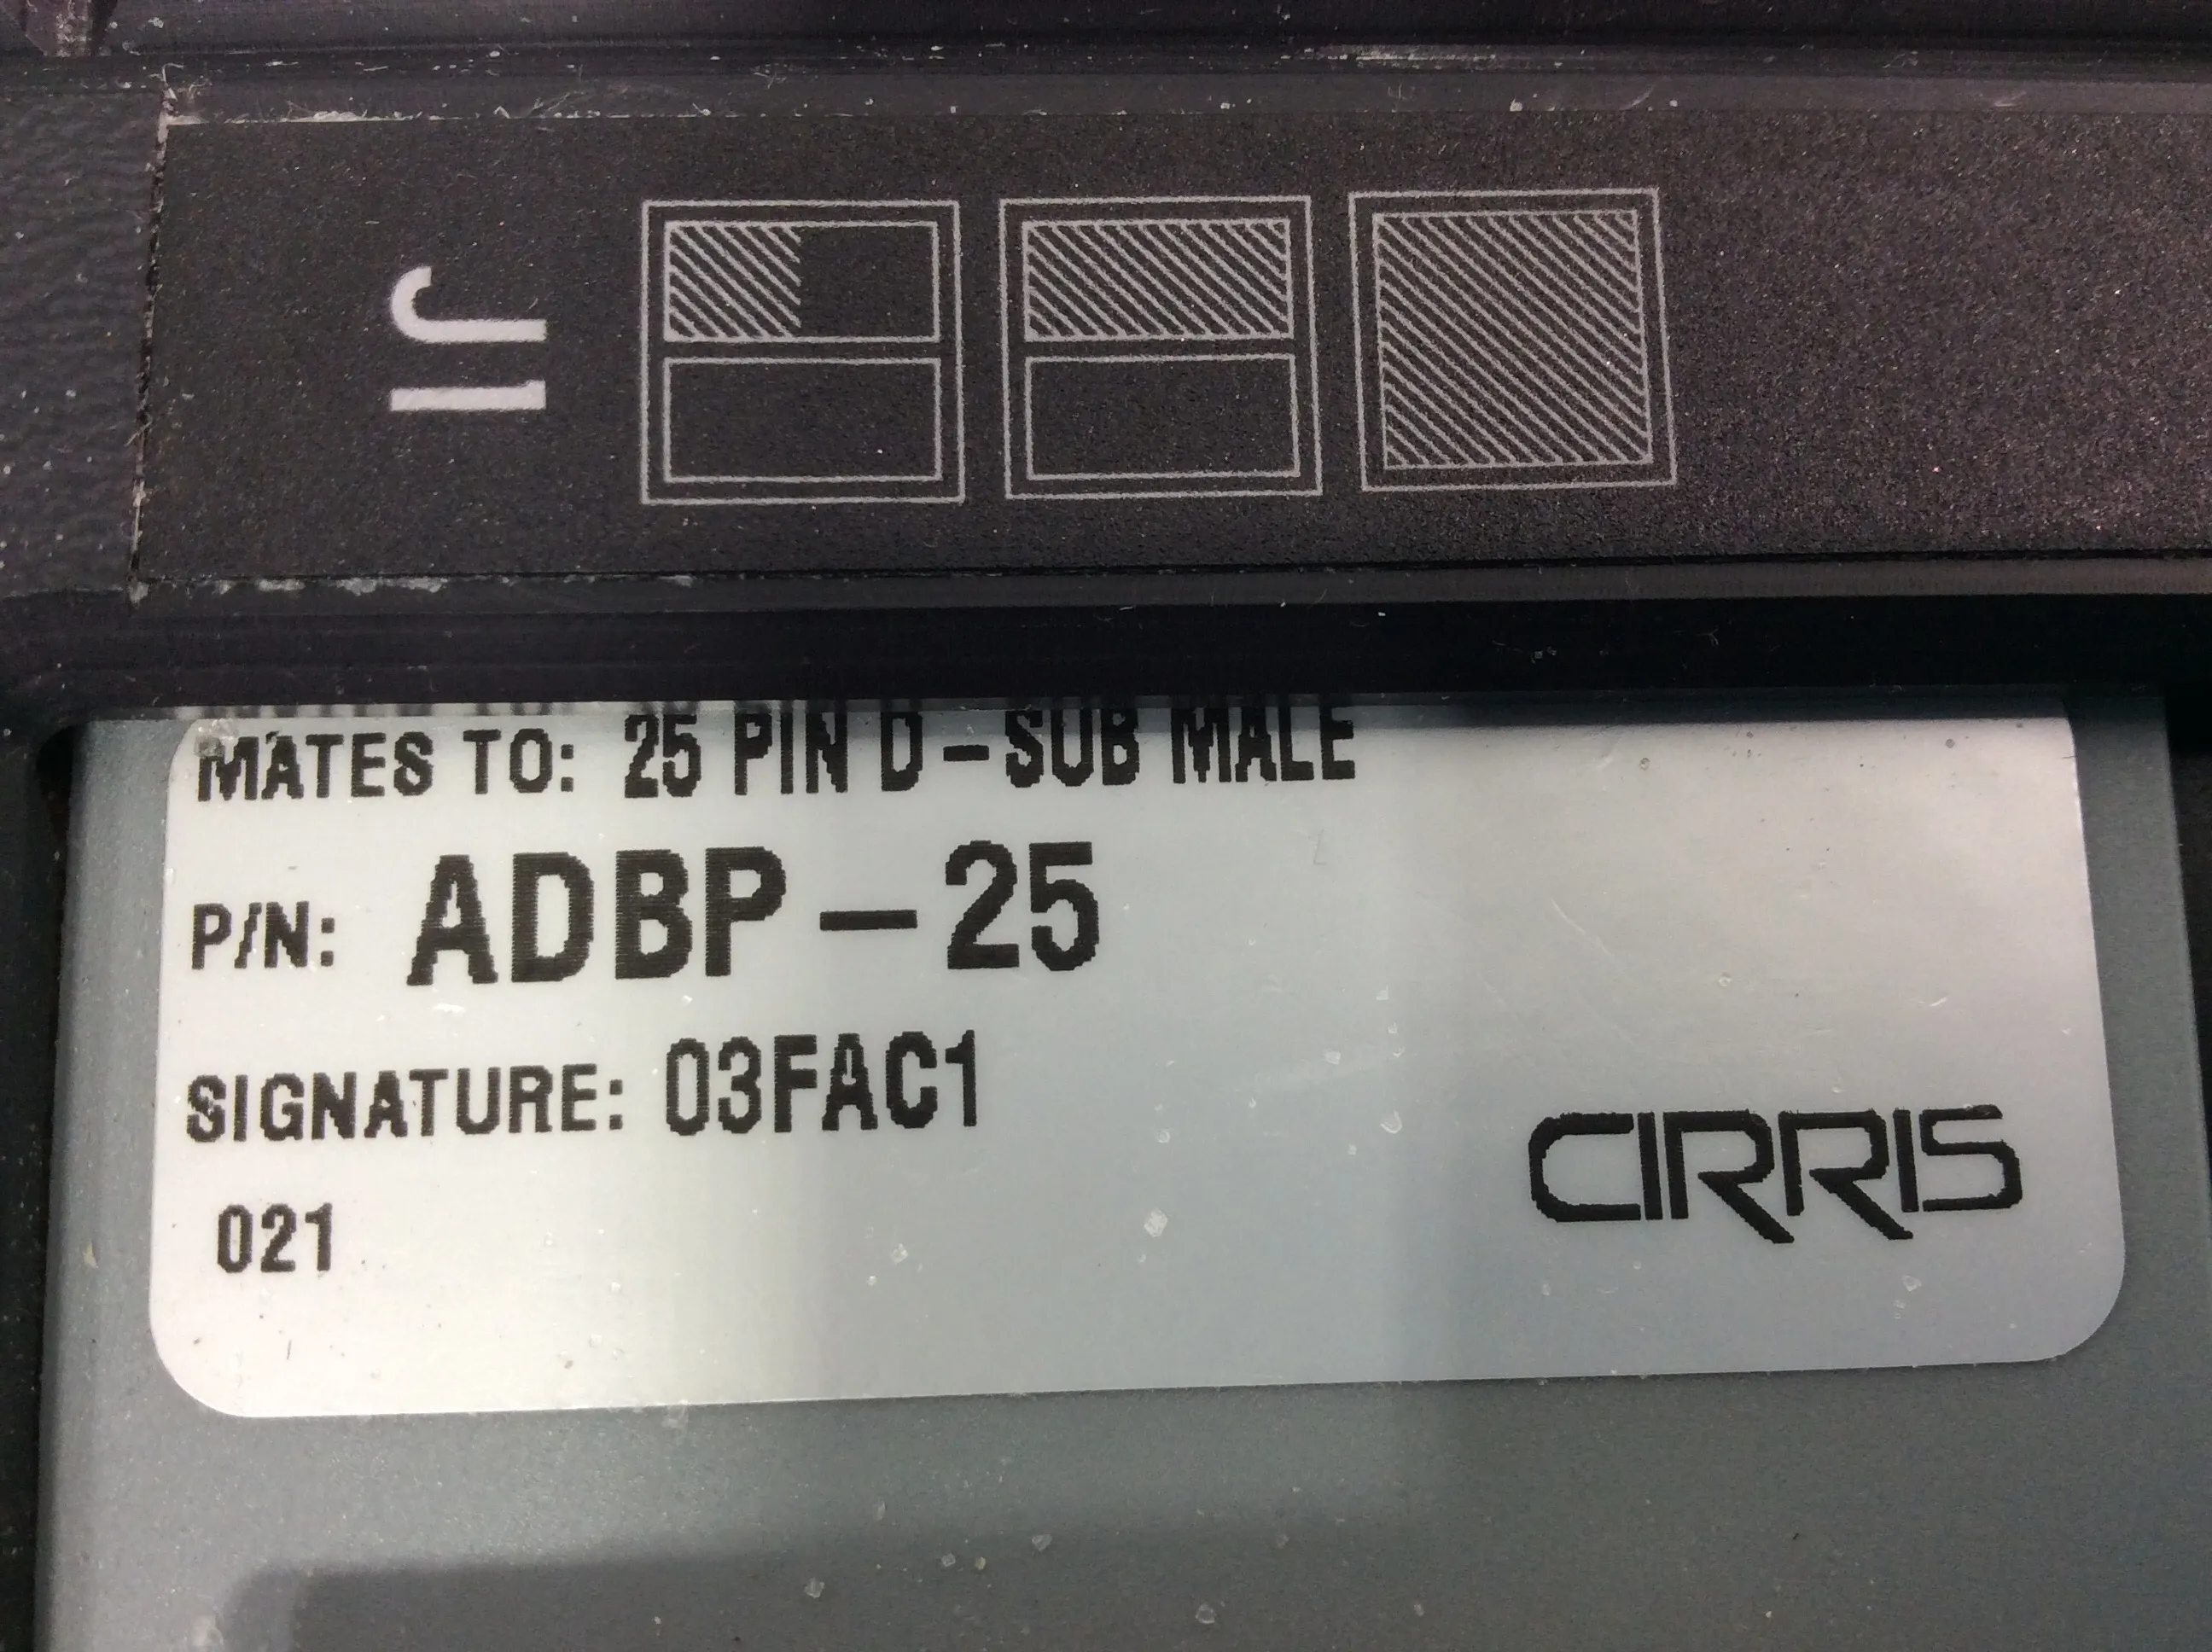 J1
MATES TO: 25 PIN D-SUB MALE
P/N: ADBP-25
SIGNATURE: 03FAC1
021
CIRRIS